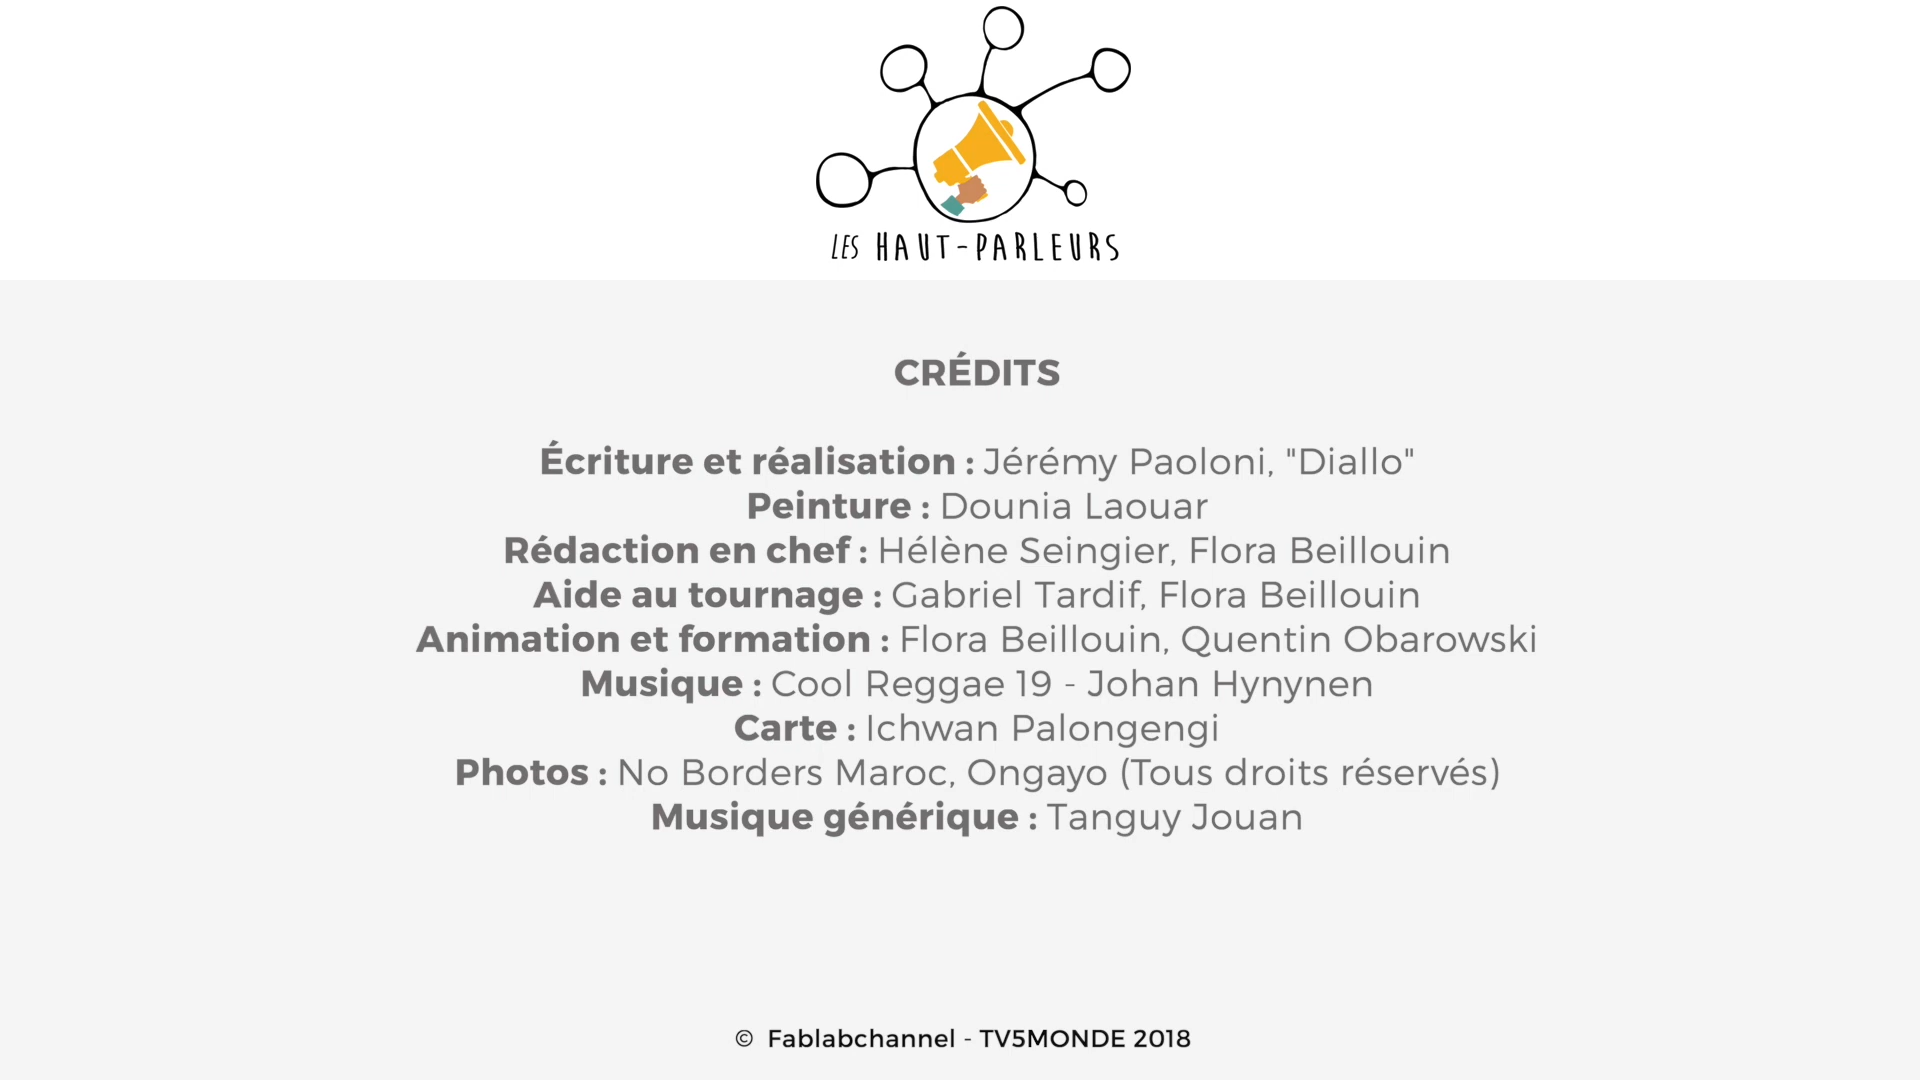 LES HAUT-PARLEURS
CRÉDITS
Écriture et réalisation : Jérémy Paoloni, "Diallo"
Peinture : Dounia Laouar
Rédaction en chef : Hélène Seingier, Flora Beillouin
Aide au tournage : Gabriel Tardif, Flora Beillouin
Animation et formation : Flora Beillouin, Quentin Obarowski
Musique : Cool Reggae 19 - Johan Hynynen
Carte : Ichwan Palongengi
Photos : No Borders Maroc, Ongayo (Tous droits réservés)
Musique générique : Tanguy Jouan
© Fablabchannel - TV5MONDE 2018